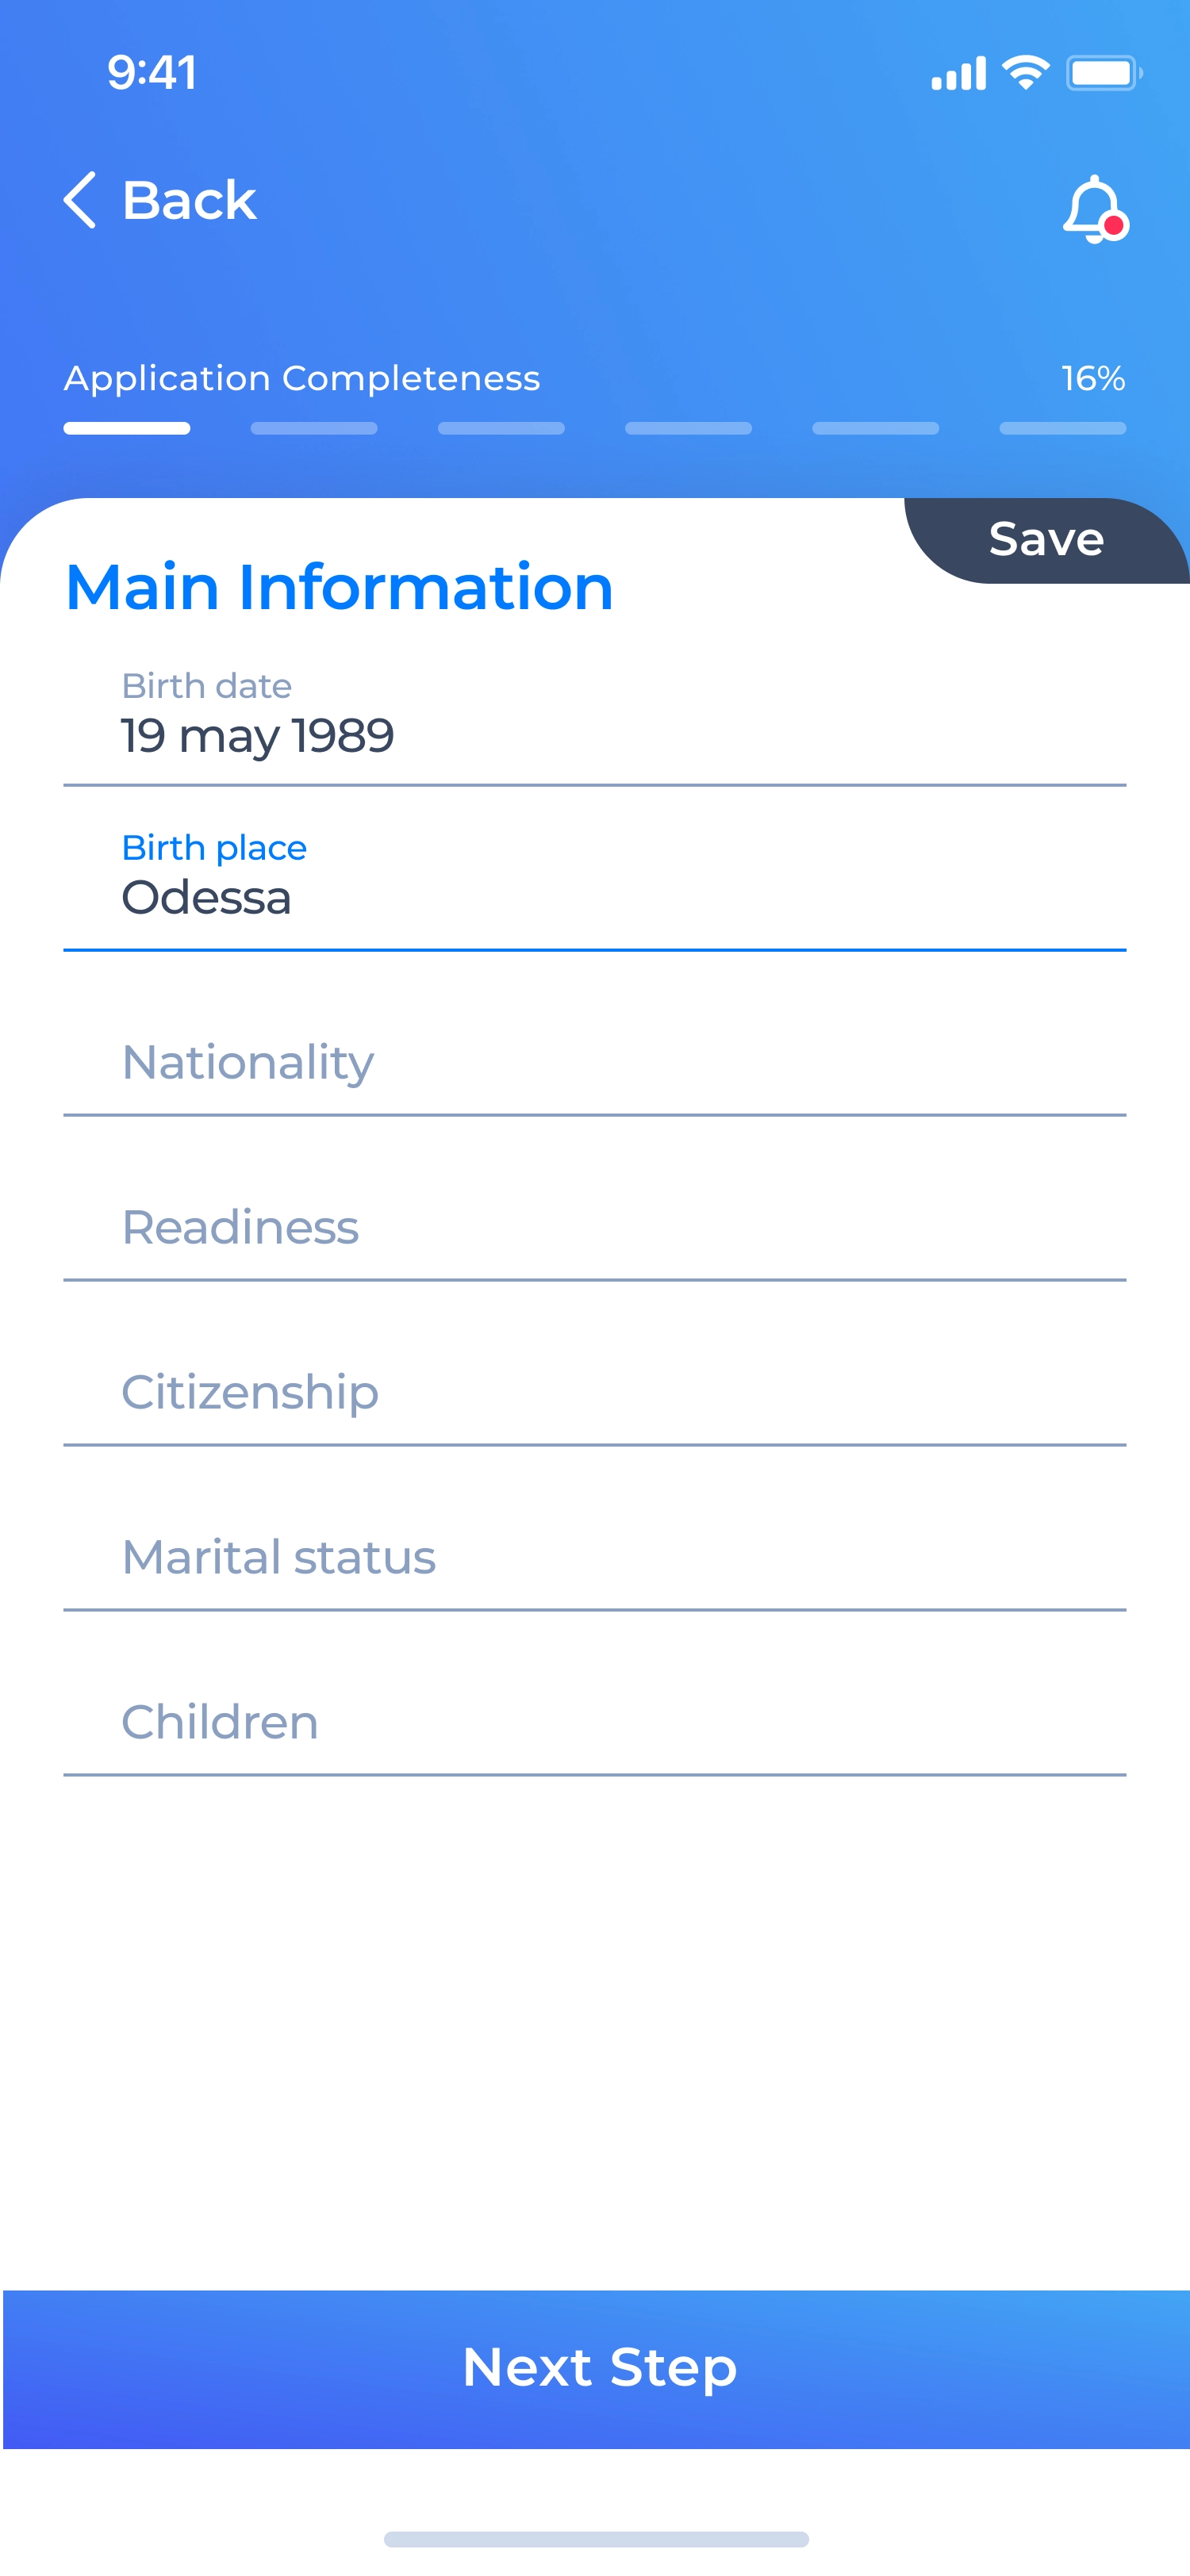 9:41
Back
Application Completeness 16%
Save
Main Information
Birth date
19 may 1989
Birth place
Odessa
Nationality
Readiness
Citizenship
Marital status
Children
Next Step